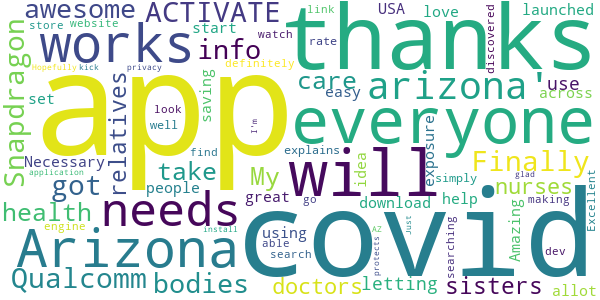 awesome
ACTIVATE
USA
love
launched
link
thanks
discovered
store
website
start
watch
rate
works
info
definitely
Snapdragon
Hopefully
kick
privacy
app
care
easy
arizona'
use
across
saving
set
look
well
I'm
everyone
relatives
explains
idea
exposure
simply
Necessary
find
will
Finally
application
got
take
people
My
go
great
glad
nurses
making
Excellent
needs
download
help
health
covid
Amazing
engine
using
able
install
AZ
just
searching
Arizona
search
protects
dev
Qualcomm
bodies
doctors
letting
sisters
allot